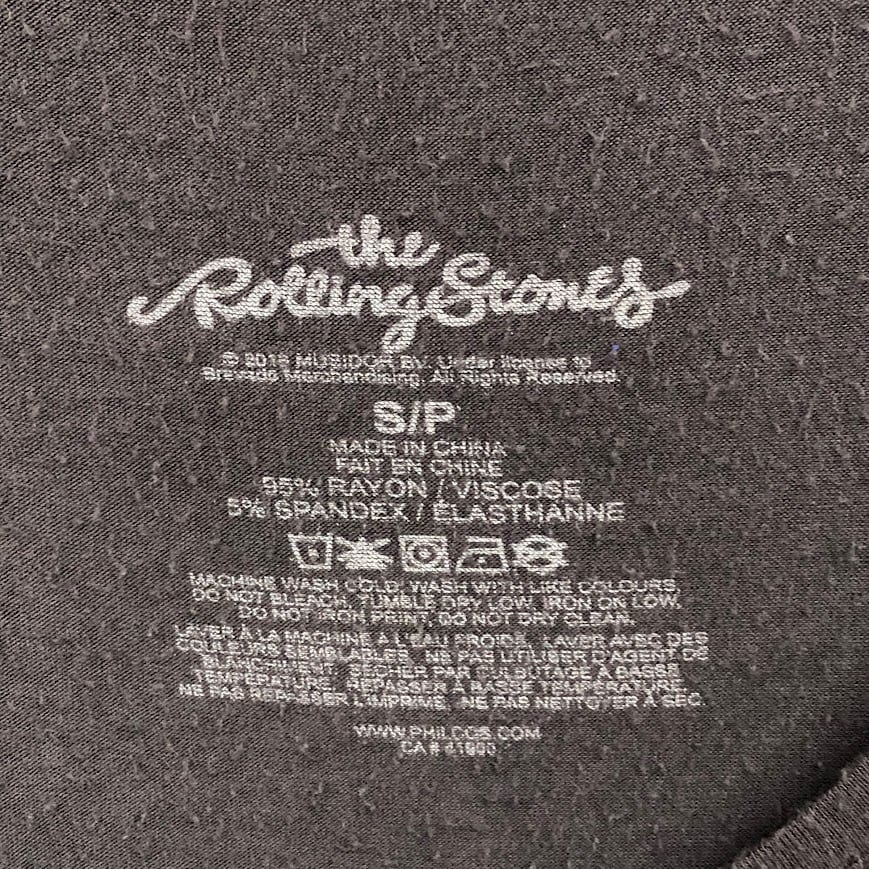 the
Rolling Stones
© 2018 MUSIDOR BV. Under license to
Bravado Merchandising. All Rights Reserved.
S/P
MADE IN CHINA
FAIT EN CHINE
95% RAYON / VISCOSE
5% SPANDEX / ÉLASTHANNE
MACHINE WASH COLD, WASH WITH LIKE COLOURS.
DO NOT BLEACH, TUMBLE DRY LOW, IRON ON LOW.
DO NOT IRON PRINT, DO NOT DRY CLEAN.
LAVER À LA MACHINE À L'EAU FROIDE, LAVER AVEC DES
COULEURS SEMBLABLES, NE PAS UTILISER D'AGENT DE
BLANCHIMENT, SÉCHER PAR CULBUTAGE À BASSE
TEMPÉRATURE, REPASSER À BASSE TEMPÉRATURE.
NE PAS REPASSER L'IMPRIMÉ, NE PAS NETTOYER À SEC.
WWW.PHILCOS.COM
CA #